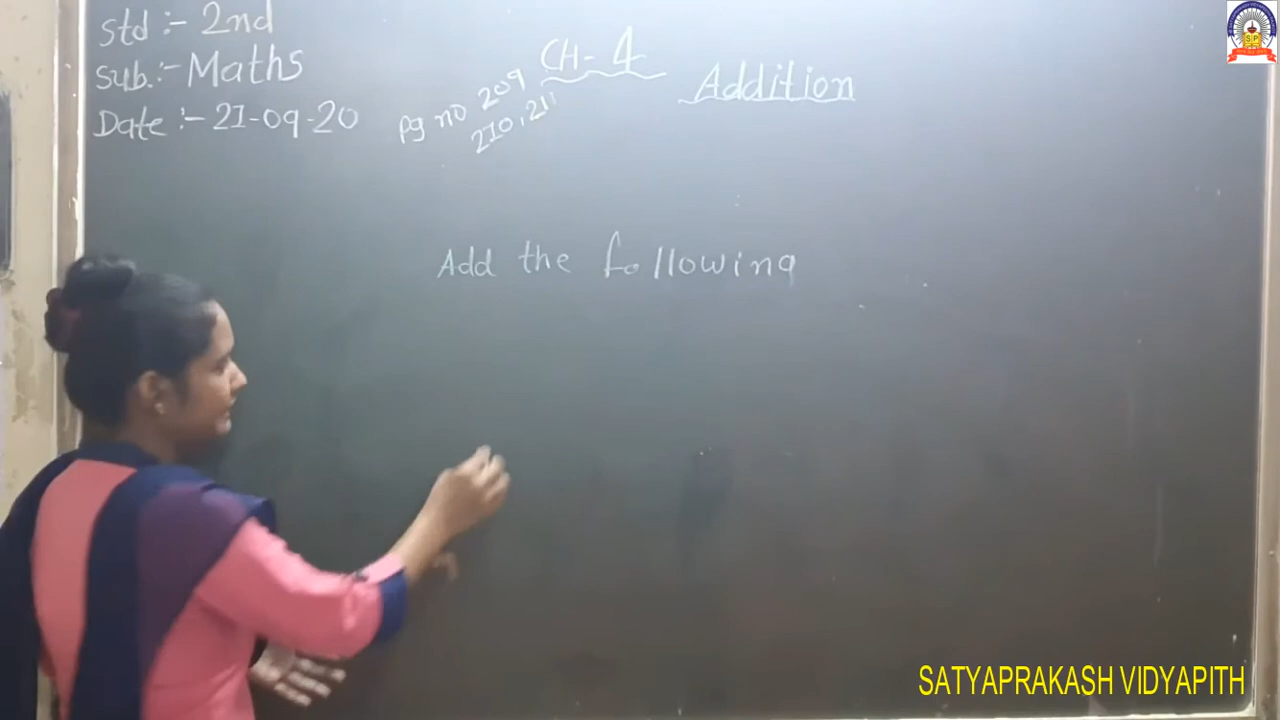 Std :- 2nd
Sub. :- Maths
Date :- 21-09-20
pg no 209
210, 211
CH- 4
Addition
Add the following
SP
SATYAPRAKASH VIDYAPITH